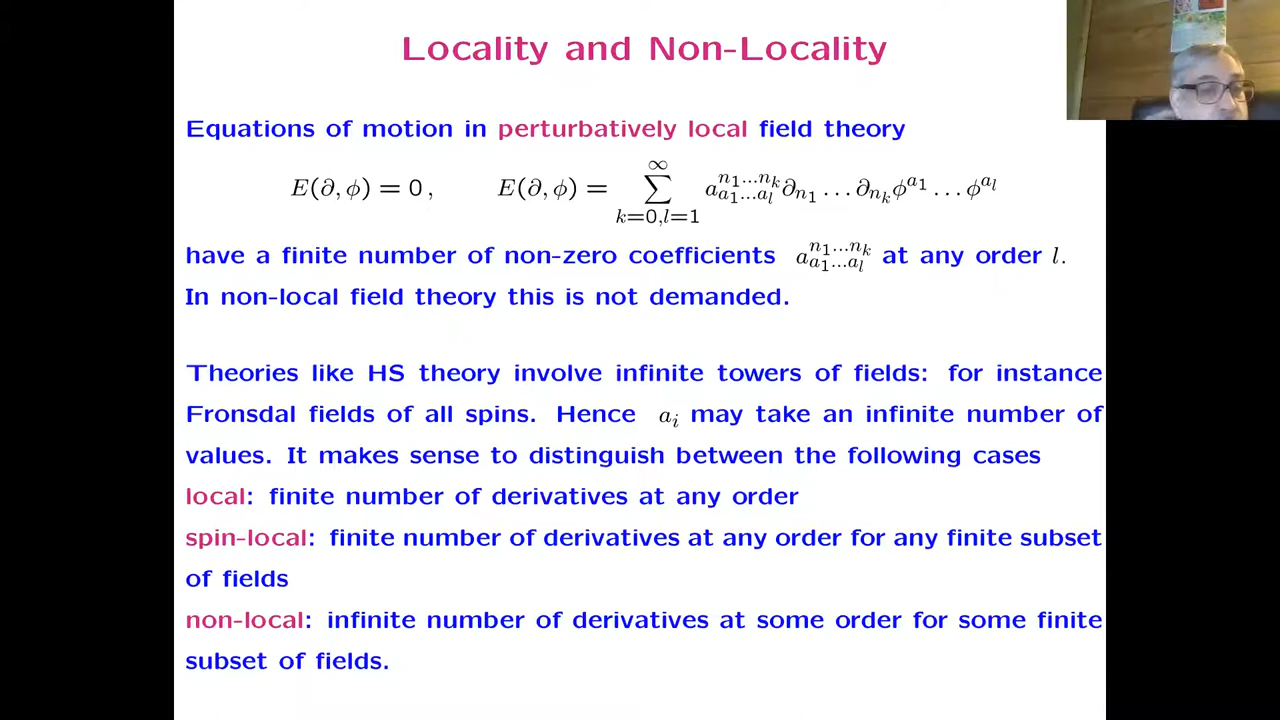 Locality and Non-Locality
Equations of motion in perturbatively local field theory
E(∂, ϕ) = 0 , E(∂, ϕ) = ∑_{k=0,l=1}^{∞} a^{n_1...n_k}_{a_1...a_l} ∂_{n_1} ... ∂_{n_k} ϕ^{a_1} ... ϕ^{a_l}
have a finite number of non-zero coefficients a^{n_1...n_k}_{a_1...a_l} at any order l.
In non-local field theory this is not demanded.
Theories like HS theory involve infinite towers of fields: for instance
Fronsdal fields of all spins. Hence a_i may take an infinite number of
values. It makes sense to distinguish between the following cases
local: finite number of derivatives at any order
spin-local: finite number of derivatives at any order for any finite subset
of fields
non-local: infinite number of derivatives at some order for some finite
subset of fields.